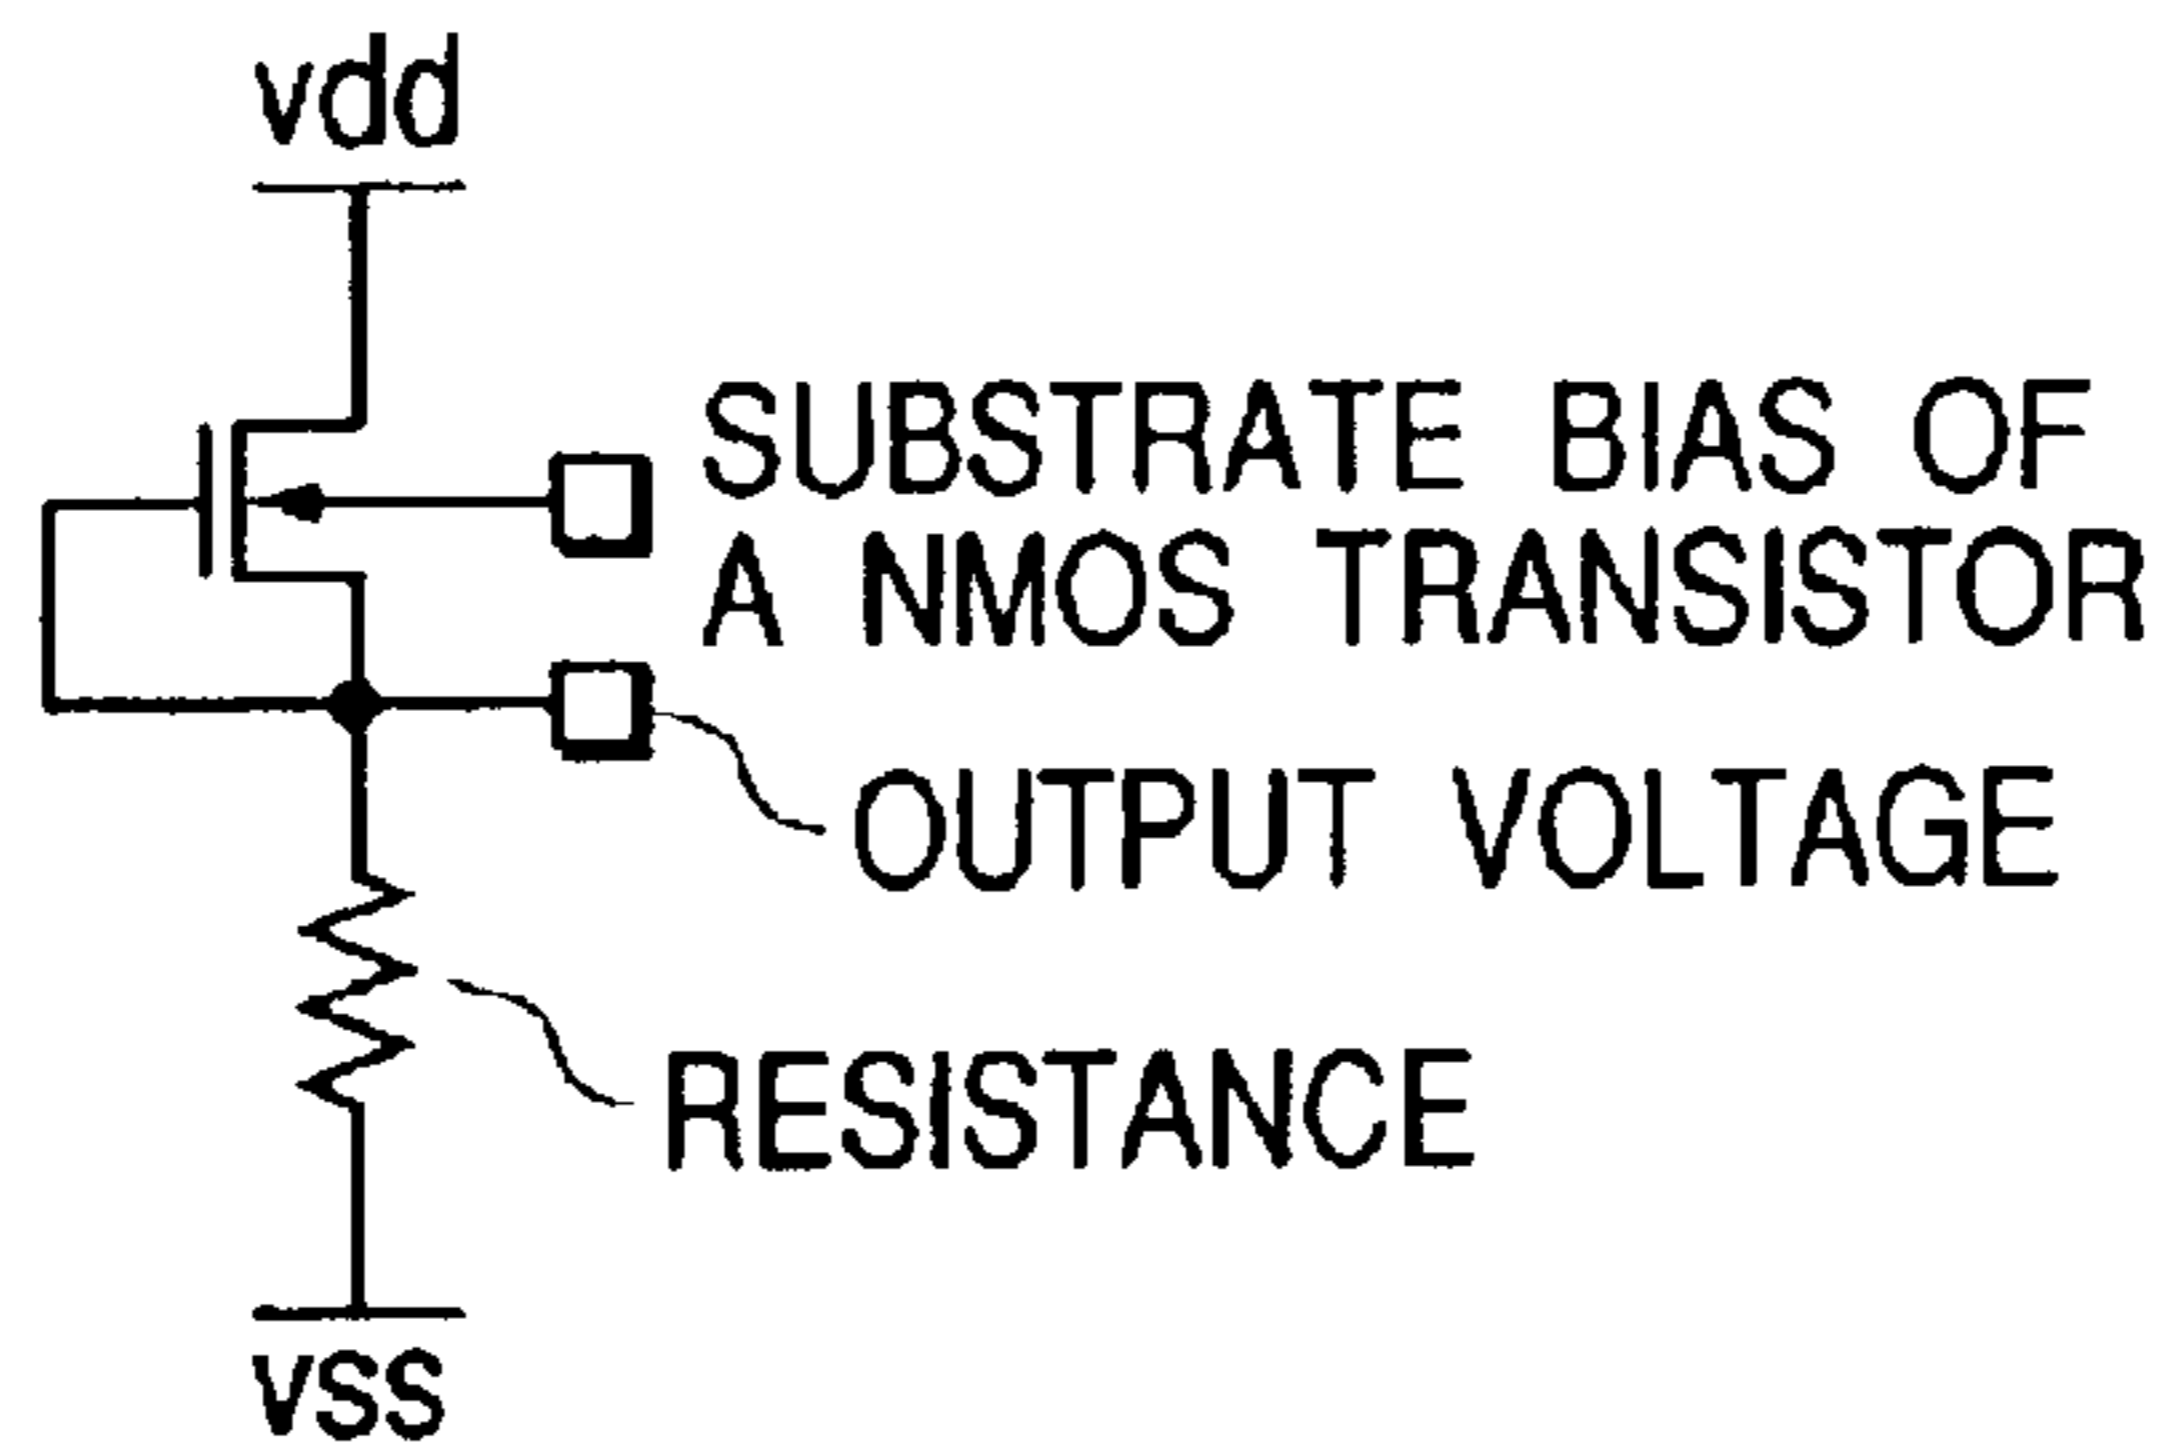 vdd
SUBSTRATE BIAS OF
A NMOS TRANSISTOR
OUTPUT VOLTAGE
RESISTANCE
vss